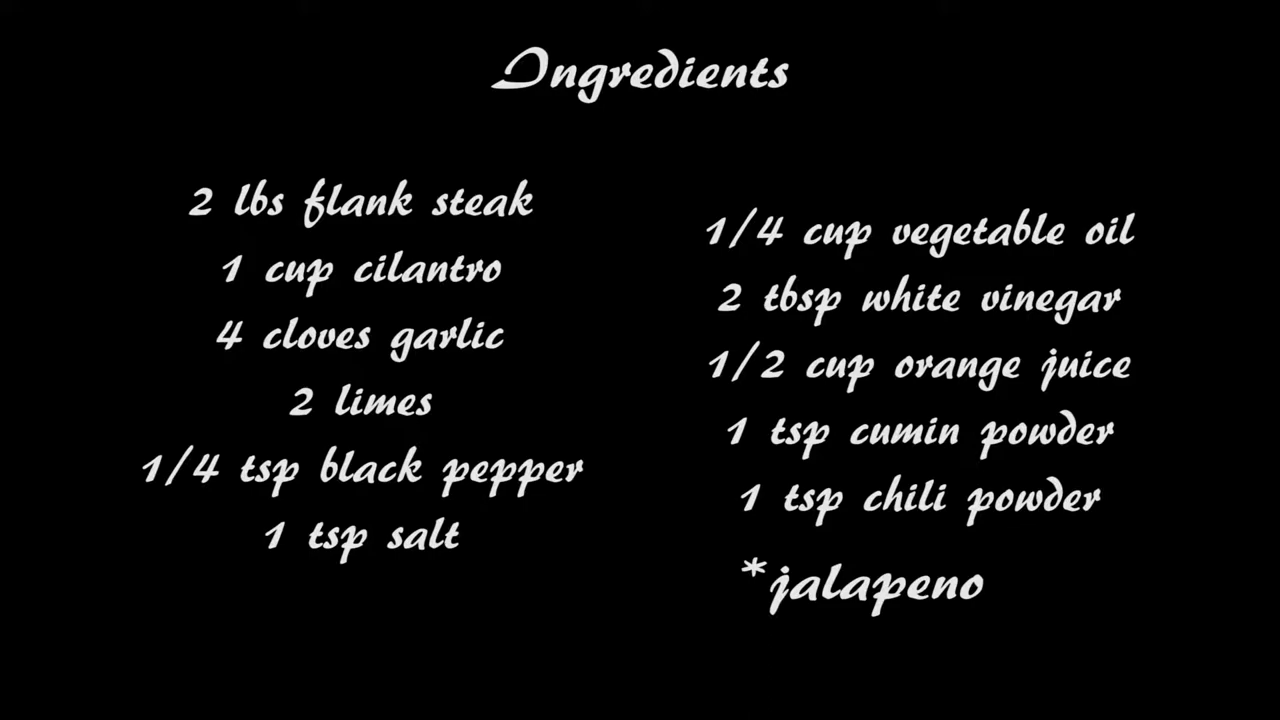 Ingredients
2 lbs flank steak
1 cup cilantro
4 cloves garlic
2 limes
1/4 tsp black pepper
1 tsp salt
1/4 cup vegetable oil
2 tbsp white vinegar
1/2 cup orange juice
1 tsp cumin powder
1 tsp chili powder
*jalapeno